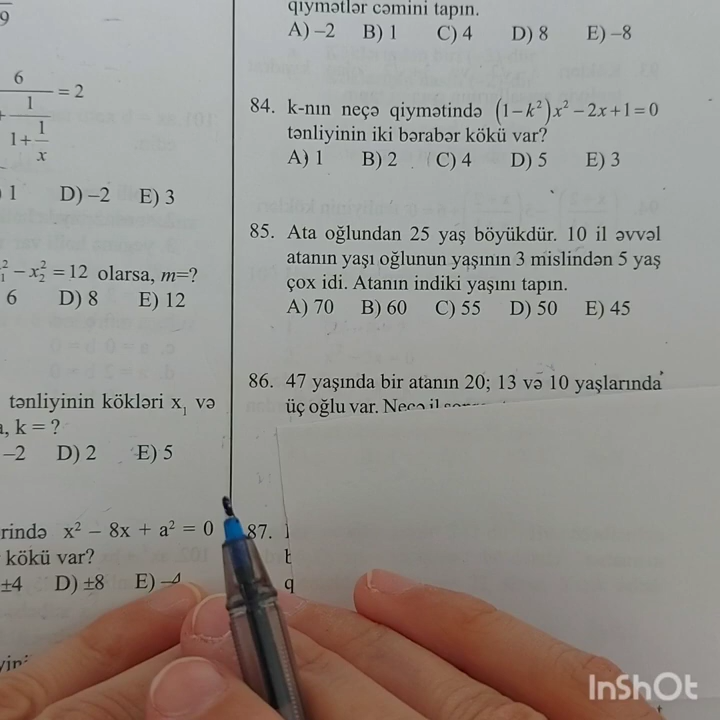 9
6
1
1+
1
x
= 2
1 D) –2 E) 3
– x₂² = 12 olarsa, m=?
6 D) 8 E) 12
tənliyinin kökləri x₁ və
, k = ?
–2 D) 2 E) 5
rində x² – 8x + a² = 0
kökü var?
±4 D) ±8 E) –4
qiymətlər cəmini tapın.
A) –2 B) 1 C) 4 D) 8 E) –8
84. k-nın neçə qiymətində (1–k²)x² – 2x+1=0
tənliyinin iki bərabər kökü var?
A) 1 B) 2 C) 4 D) 5 E) 3
85. Ata oğlundan 25 yaş böyükdür. 10 il əvvəl
atanın yaşı oğlunun yaşının 3 mislindən 5 yaş
çox idi. Atanın indiki yaşını tapın.
A) 70 B) 60 C) 55 D) 50 E) 45
86. 47 yaşında bir atanın 20; 13 və 10 yaşlarında
üç oğlu var. Neçə il
87.
q
InShOt